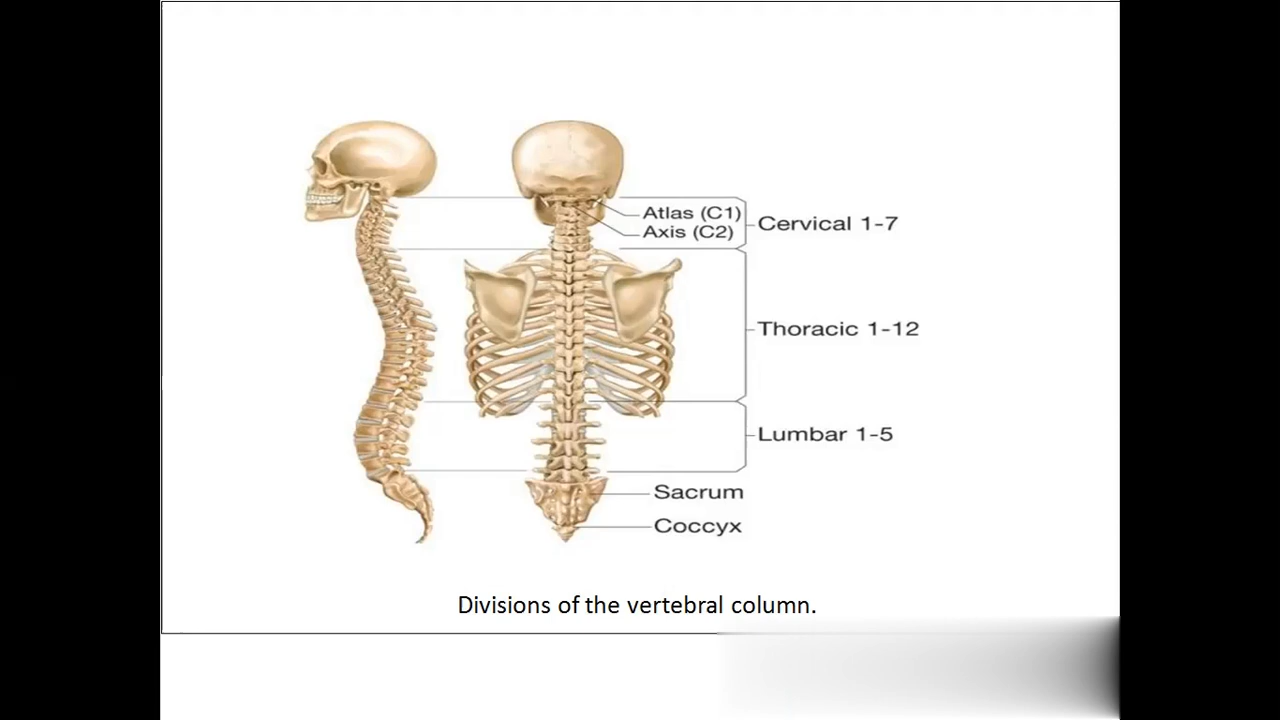 Atlas (C1)
Axis (C2)
Cervical 1-7
Thoracic 1-12
Lumbar 1-5
Sacrum
Coccyx
Divisions of the vertebral column.